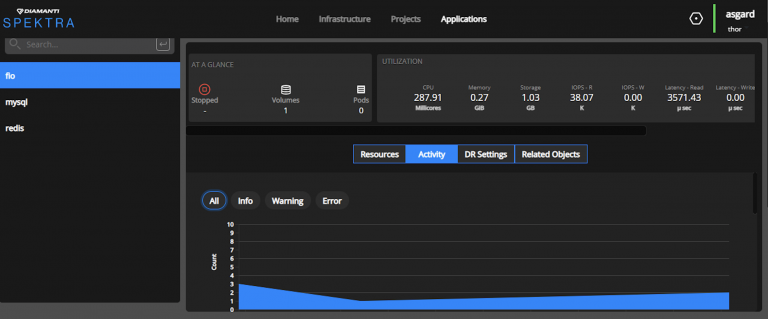 DIAMANTI
SPEKTRA
Home Infrastructure Projects Applications
asgard
thor
Search...
fio
mysql
redis
AT A GLANCE
Stopped Volumes Pods
- 1 0
UTILIZATION
CPU Memory Storage IOPS - R IOPS - W Latency - Read Latency - Write
287.91 0.27 1.03 38.07 0.00 3571.43 0.00
Millicores GiB GB K K µ sec µ sec
Resources Activity DR Settings Related Objects
All Info Warning Error
Count
10
9
8
7
6
5
4
3
2
1
0